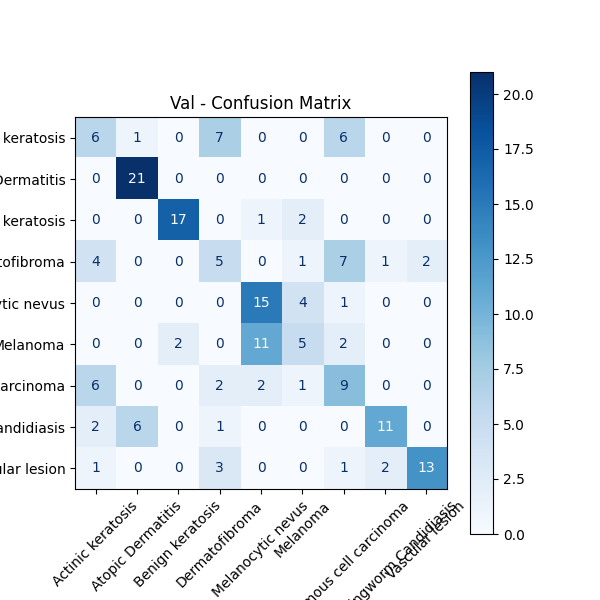 Val - Confusion Matrix
keratosis 6 1 0 7 0 0 6 0 0
Dermatitis 0 21 0 0 0 0 0 0 0
keratosis 0 0 17 0 1 2 0 0 0
tofibroma 4 0 0 5 0 1 7 1 2
ytic nevus 0 0 0 0 15 4 1 0 0
Melanoma 0 0 2 0 11 5 2 0 0
arcinoma 6 0 0 2 2 1 9 0 0
andidiasis 2 6 0 1 0 0 0 11 0
ular lesion 1 0 0 3 0 0 1 2 13
Actinic keratosis
Atopic Dermatitis
Benign keratosis
Dermatofibroma
Melanocytic nevus
Melanoma
mous cell carcinoma
ngworm Candidiasis
Vascular lesion
20.0
17.5
15.0
12.5
10.0
7.5
5.0
2.5
0.0